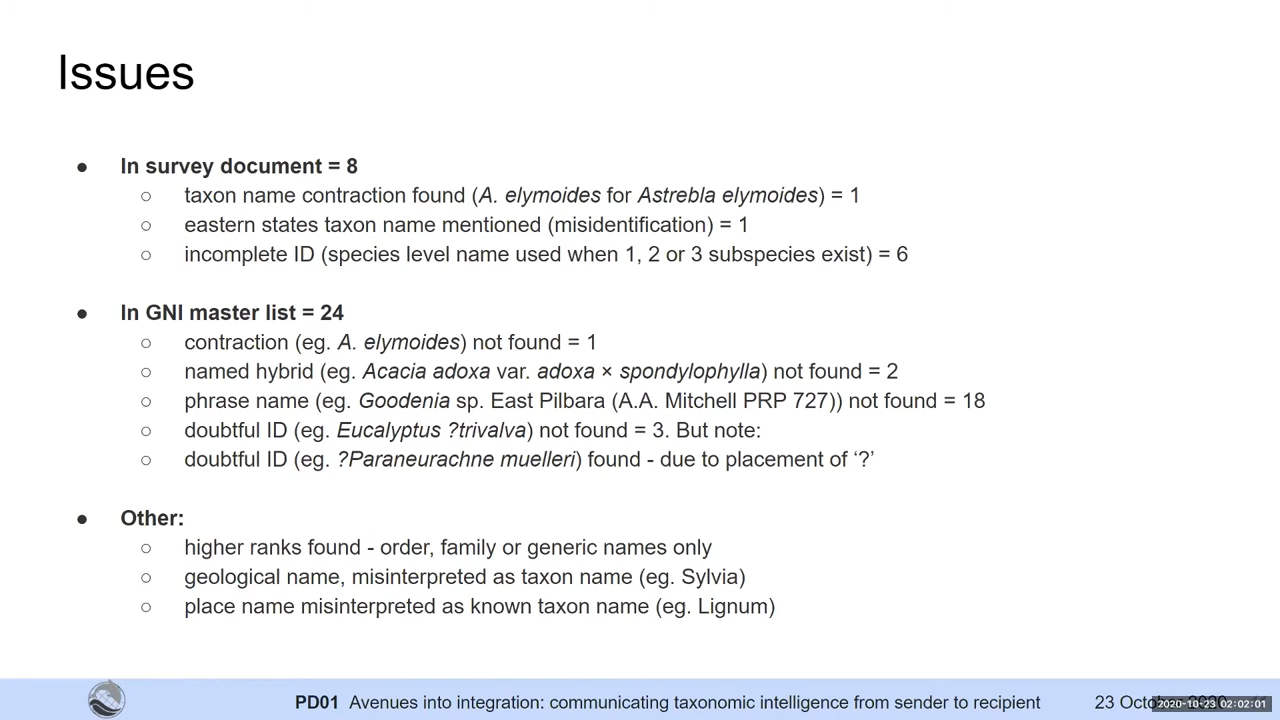 Issues
● In survey document = 8
○ taxon name contraction found (A. elymoides for Astrebla elymoides) = 1
○ eastern states taxon name mentioned (misidentification) = 1
○ incomplete ID (species level name used when 1, 2 or 3 subspecies exist) = 6
● In GNI master list = 24
○ contraction (eg. A. elymoides) not found = 1
○ named hybrid (eg. Acacia adoxa var. adoxa × spondylophylla) not found = 2
○ phrase name (eg. Goodenia sp. East Pilbara (A.A. Mitchell PRP 727)) not found = 18
○ doubtful ID (eg. Eucalyptus ?trivalva) not found = 3. But note:
○ doubtful ID (eg. ?Paraneurachne muelleri) found - due to placement of ‘?’
● Other:
○ higher ranks found - order, family or generic names only
○ geological name, misinterpreted as taxon name (eg. Sylvia)
○ place name misinterpreted as known taxon name (eg. Lignum)
PD01 Avenues into integration: communicating taxonomic intelligence from sender to recipient 23
2020-10-23 02:02:01